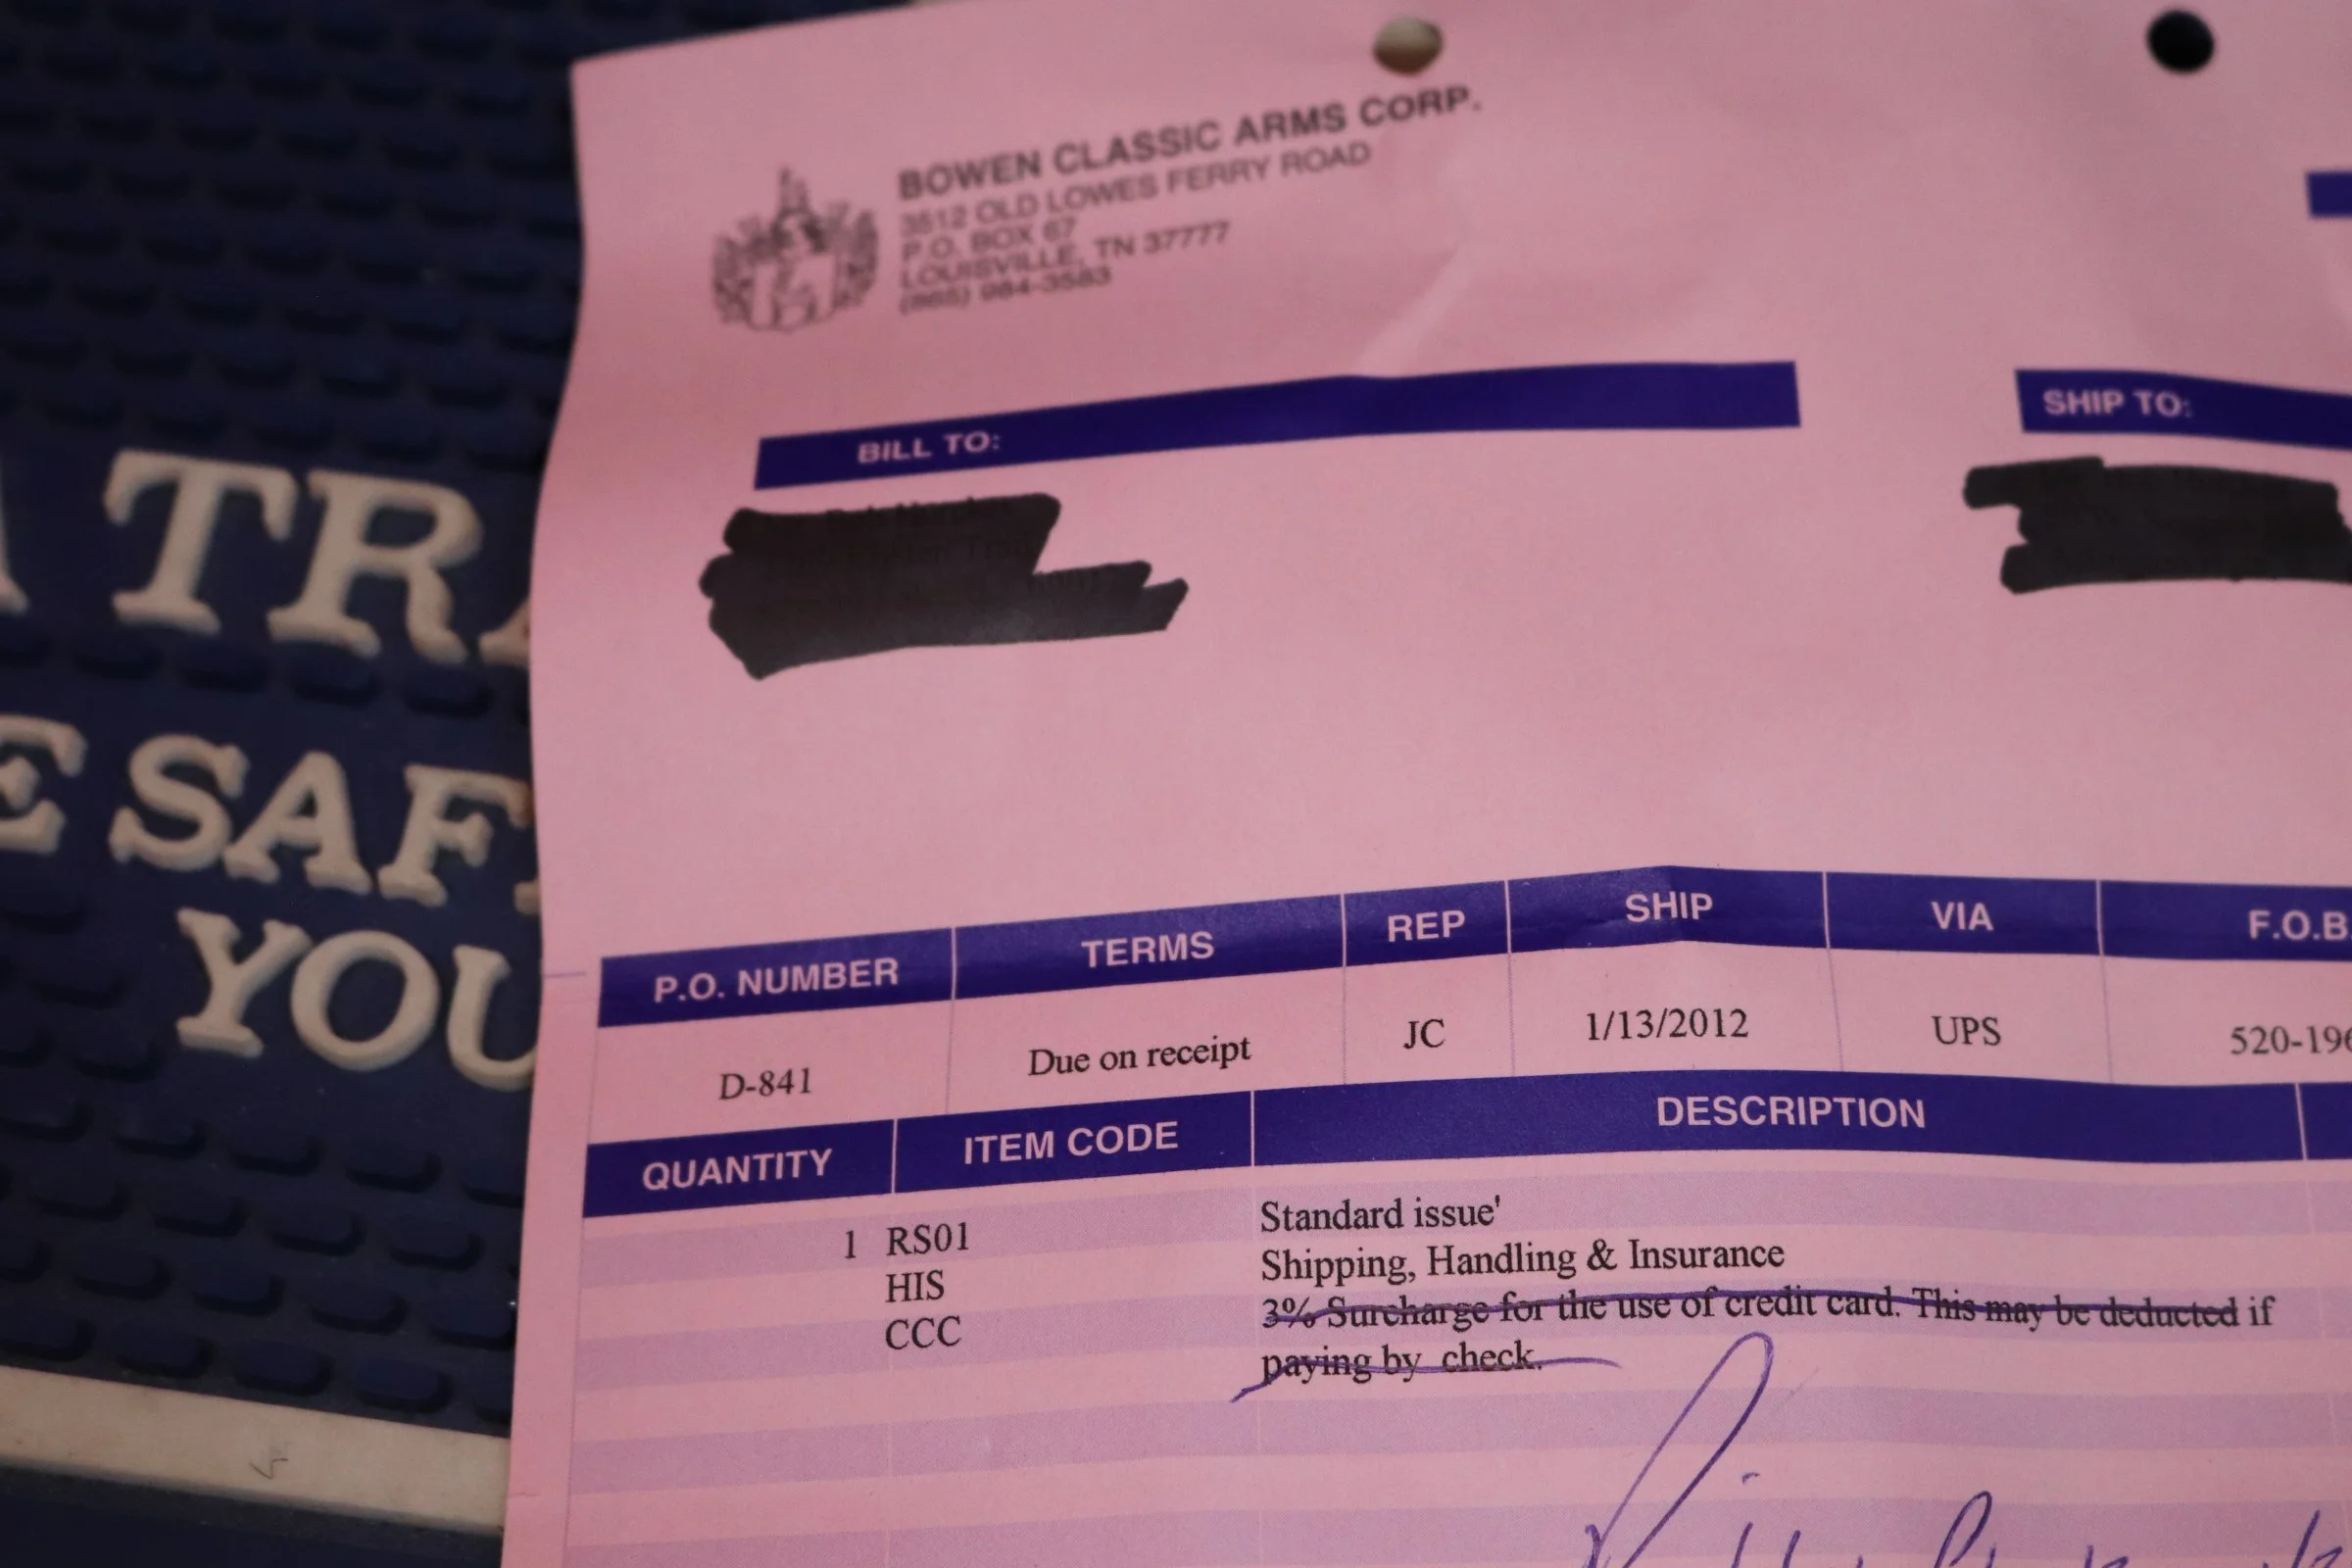 BOWEN CLASSIC ARMS CORP.
3512 OLD LOWES FERRY ROAD
P.O. BOX 67
LOUISVILLE, TN 37777
(865) 984-3583
BILL TO:
SHIP TO:
P.O. NUMBER TERMS REP SHIP VIA F.O.B.
D-841 Due on receipt JC 1/13/2012 UPS 520-196
QUANTITY ITEM CODE DESCRIPTION
1 RS01 Standard issue'
HIS Shipping, Handling & Insurance
CCC 3% Surcharge for the use of credit card. This may be deducted if
paying by check.
TR
E SAF
YOU